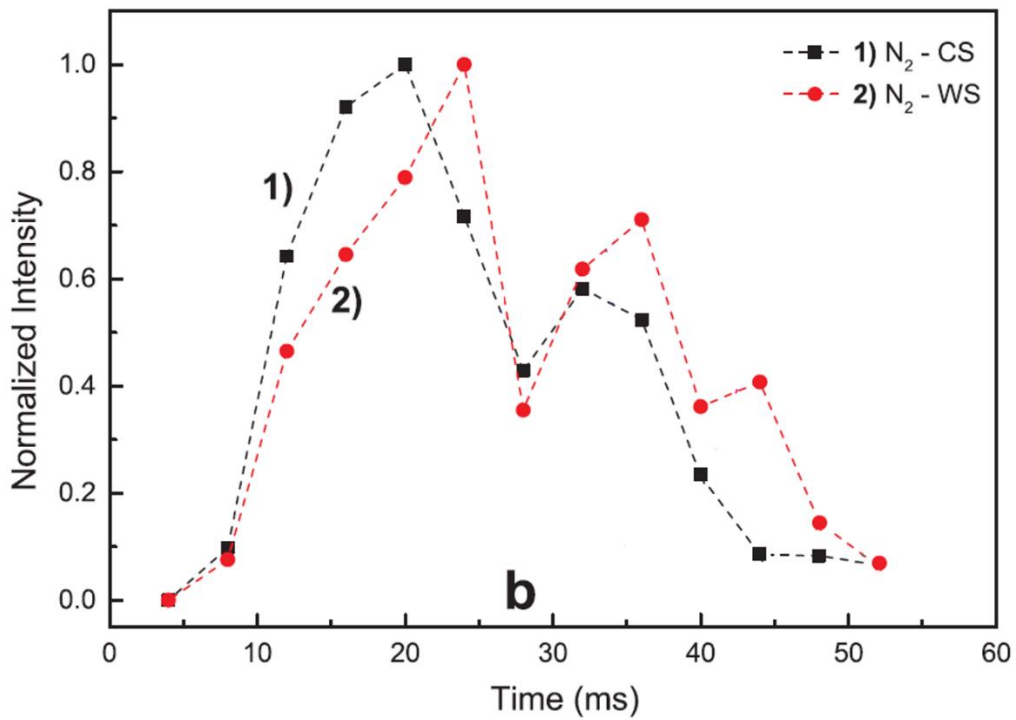 1) N₂ - CS
2) N₂ - WS
1.0
0.8
0.6
0.4
0.2
0.0
Normalized Intensity
1)
2)
b
0 10 20 30 40 50 60
Time (ms)